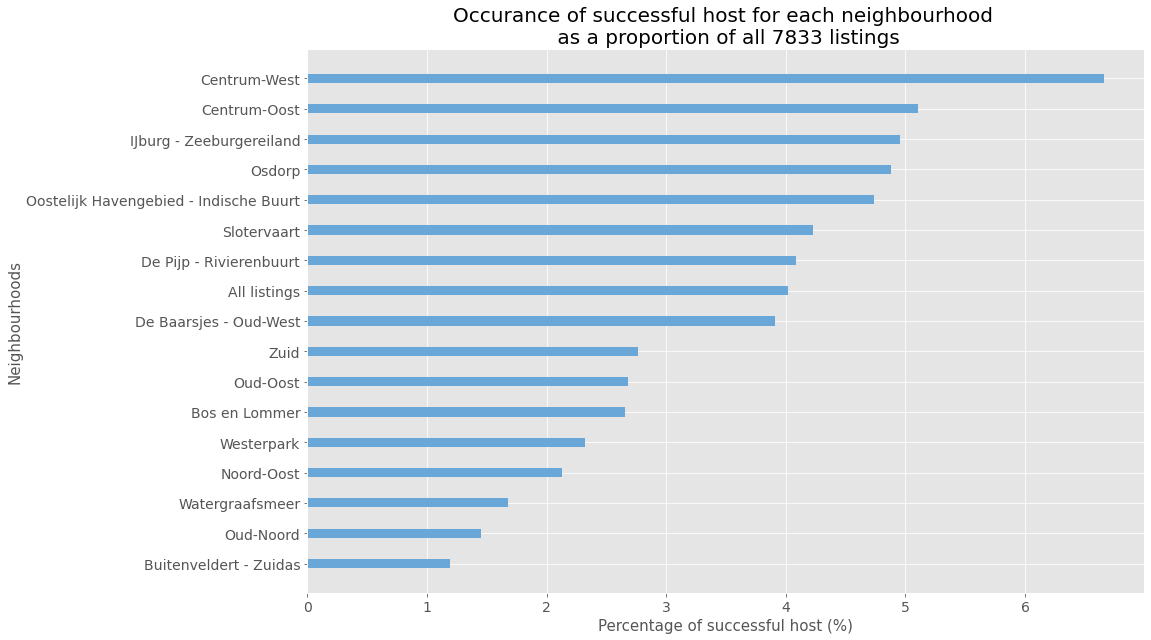 Occurance of successful host for each neighbourhood
as a proportion of all 7833 listings
Neighbourhoods
Centrum-West
Centrum-Oost
IJburg - Zeeburgereiland
Osdorp
Oostelijk Havengebied - Indische Buurt
Slotervaart
De Pijp - Rivierenbuurt
All listings
De Baarsjes - Oud-West
Zuid
Oud-Oost
Bos en Lommer
Westerpark
Noord-Oost
Watergraafsmeer
Oud-Noord
Buitenveldert - Zuidas
0 1 2 3 4 5 6
Percentage of successful host (%)